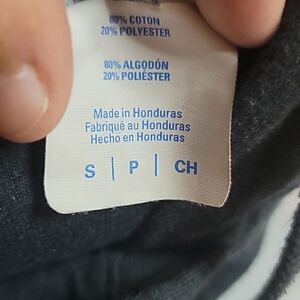 80% COTON
20% POLYESTER
80% ALGODÓN
20% POLIÉSTER
Made in Honduras
Fabriqué au Honduras
Hecho en Honduras
S | P | CH